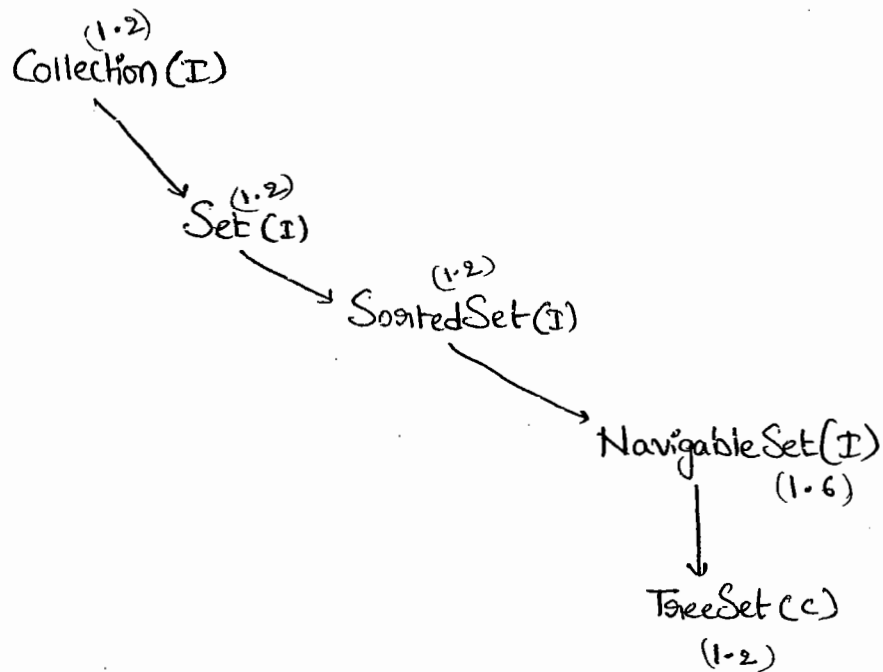 (1.2)
Collection (I)
(1.2)
Set (I)
(1.2)
SortedSet (I)
NavigableSet (I)
(1.6)
TreeSet (C)
(1.2)